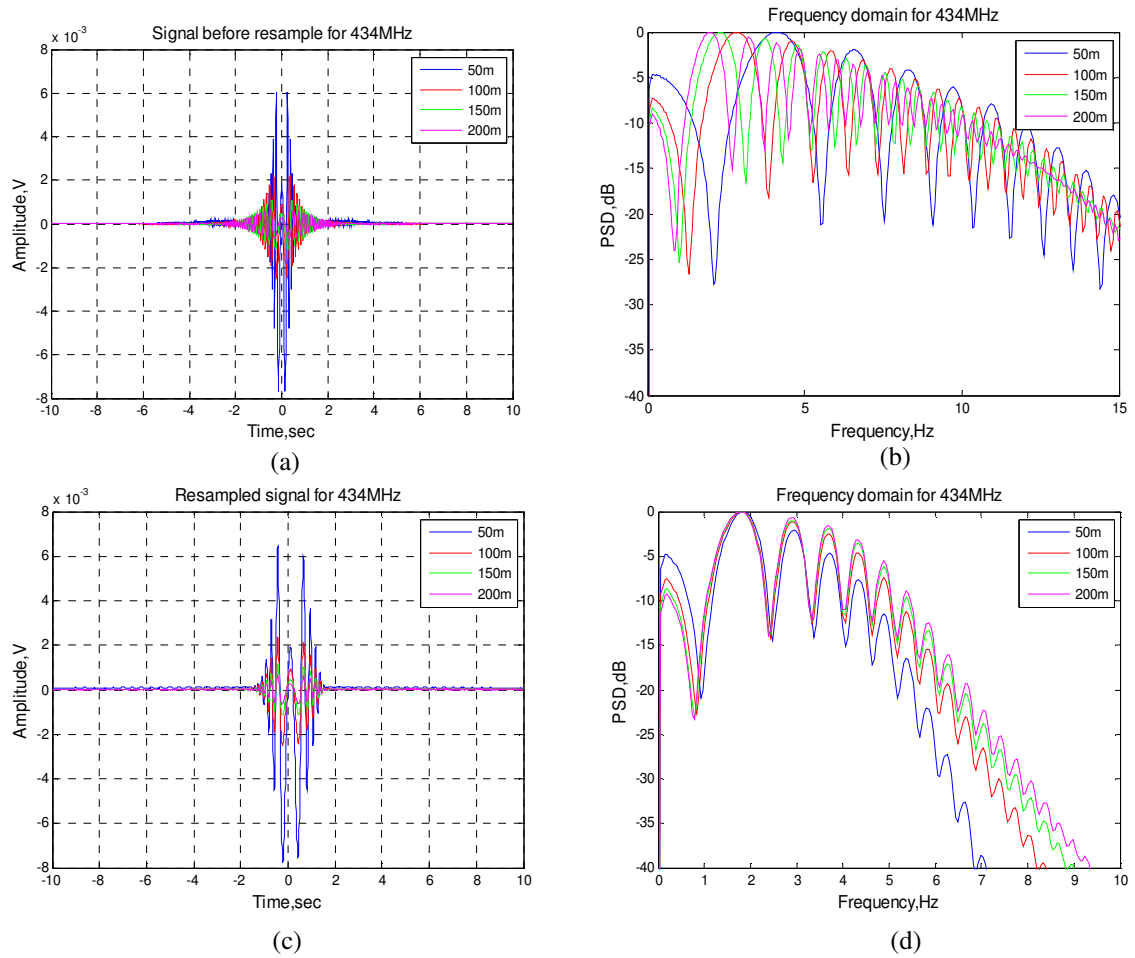 Signal before resample for 434MHz
x 10⁻³
8
6
4
2
0
-2
-4
-6
-8
Amplitude,V
-10 -8 -6 -4 -2 0 2 4 6 8 10
Time,sec
50m
100m
150m
200m
(a)
Frequency domain for 434MHz
0
-5
-10
-15
-20
-25
-30
-35
-40
PSD,dB
0 5 10 15
Frequency,Hz
50m
100m
150m
200m
(b)
Resampled signal for 434MHz
x 10⁻³
8
6
4
2
0
-2
-4
-6
-8
Amplitude,V
-10 -8 -6 -4 -2 0 2 4 6 8 10
Time,sec
50m
100m
150m
200m
(c)
Frequency domain for 434MHz
0
-5
-10
-15
-20
-25
-30
-35
-40
PSD,dB
0 1 2 3 4 5 6 7 8 9 10
Frequency,Hz
50m
100m
150m
200m
(d)